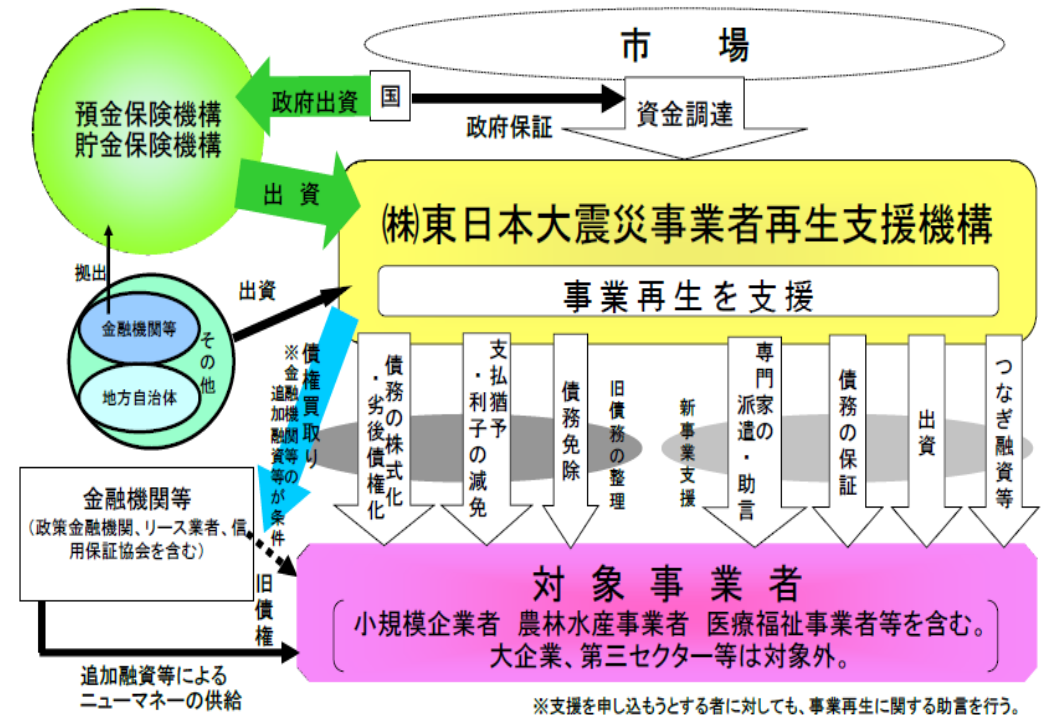 市　場
国
政府出資
預金保険機構
貯金保険機構
政府保証
資金調達
出資
㈱東日本大震災事業者再生支援機構
事業再生を支援
拠出
出資
金融機関等
地方自治体
その他
債権買取り
※金融機関等の
追加融資等が条件
債務の株式化
・劣後債権化
支払猶予
・利子の減免
債務免除
旧債務の整理
新事業支援
専門家の
派遣・助言
債務の保証
出資
つなぎ融資等
金融機関等
（政策金融機関、リース業者、信
用保証協会を含む）
旧債権
対象事業者
小規模企業者　農林水産事業者　医療福祉事業者等を含む。
大企業、第三セクター等は対象外。
追加融資等による
ニューマネーの供給
※支援を申し込もうとする者に対しても、事業再生に関する助言を行う。